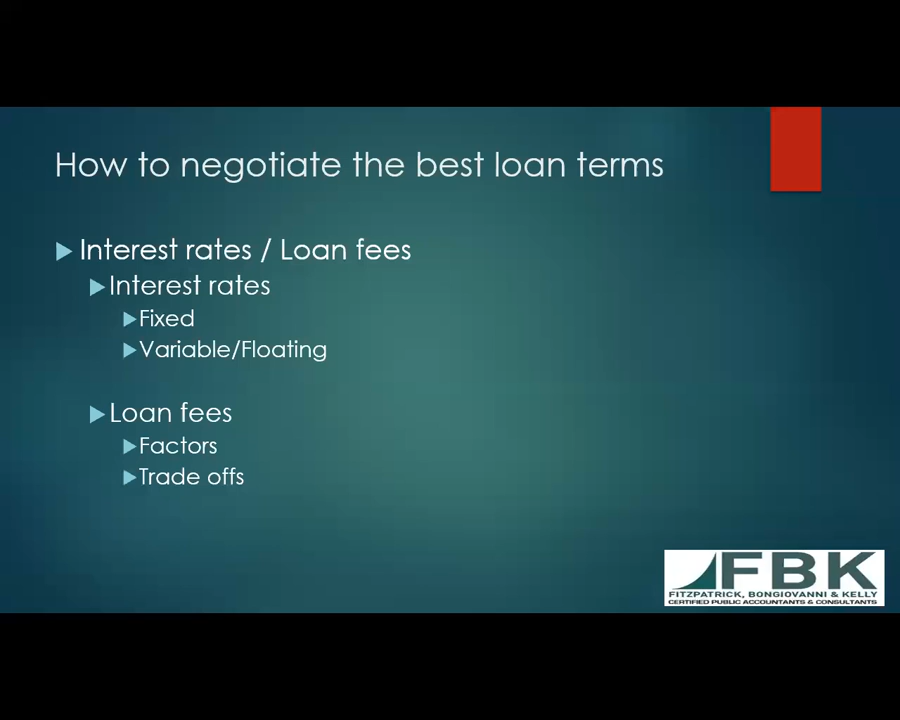 How to negotiate the best loan terms
Interest rates / Loan fees
Interest rates
Fixed
Variable/Floating
Loan fees
Factors
Trade offs
FBK
FITZPATRICK, BONGIOVANNI & KELLY
CERTIFIED PUBLIC ACCOUNTANTS & CONSULTANTS